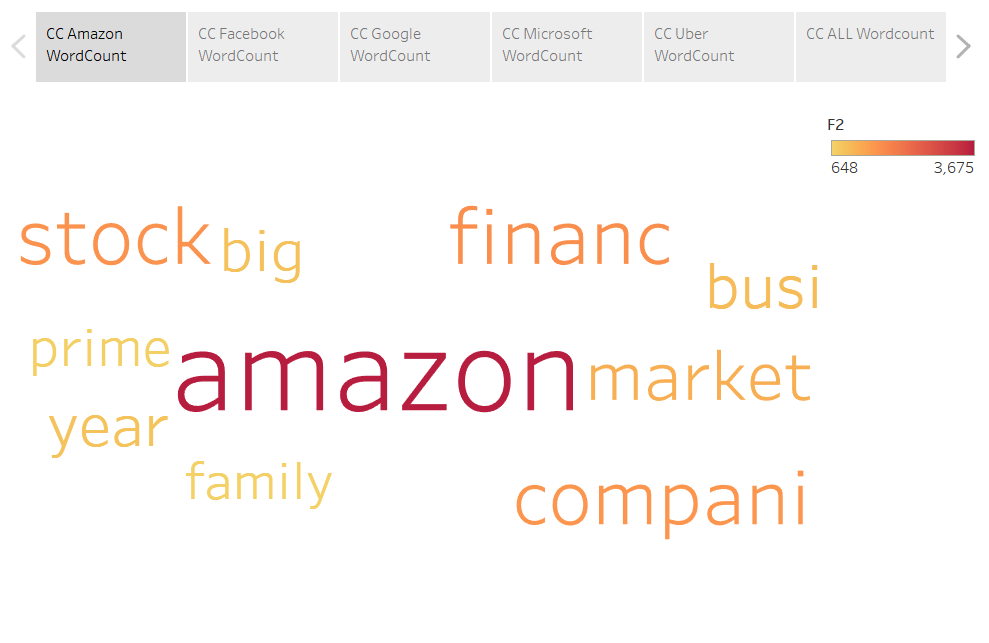 CC Amazon
WordCount
CC Facebook
WordCount
CC Google
WordCount
CC Microsoft
WordCount
CC Uber
WordCount
CC ALL Wordcount
F2
648 3,675
stock big financ
busi
prime amazon market
year
family compani